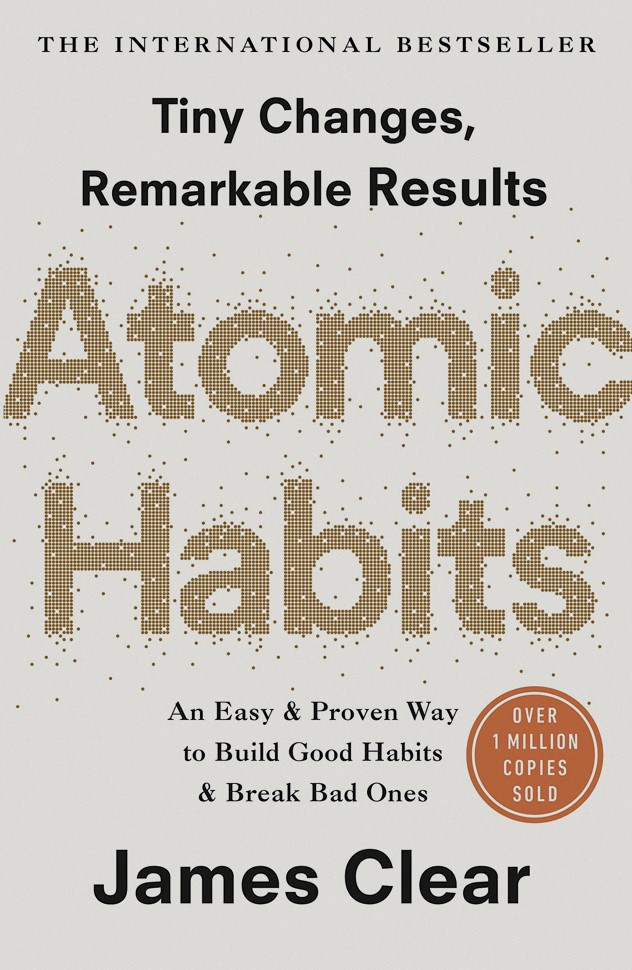 THE INTERNATIONAL BESTSELLER
Tiny Changes,
Remarkable Results
Atomic
Habits
An Easy & Proven Way
to Build Good Habits
& Break Bad Ones
OVER
1 MILLION
COPIES
SOLD
James Clear